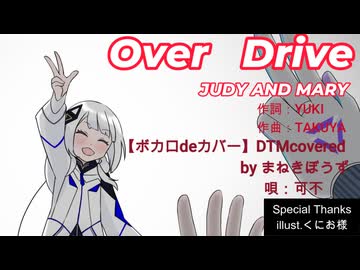 Over Drive
JUDY AND MARY
作詞：YUKI
作曲：TAKUYA
【ボカロdeカバー】DTMcovered
by まねきぼうず
唄：可不
Special Thanks
illust.くにお様